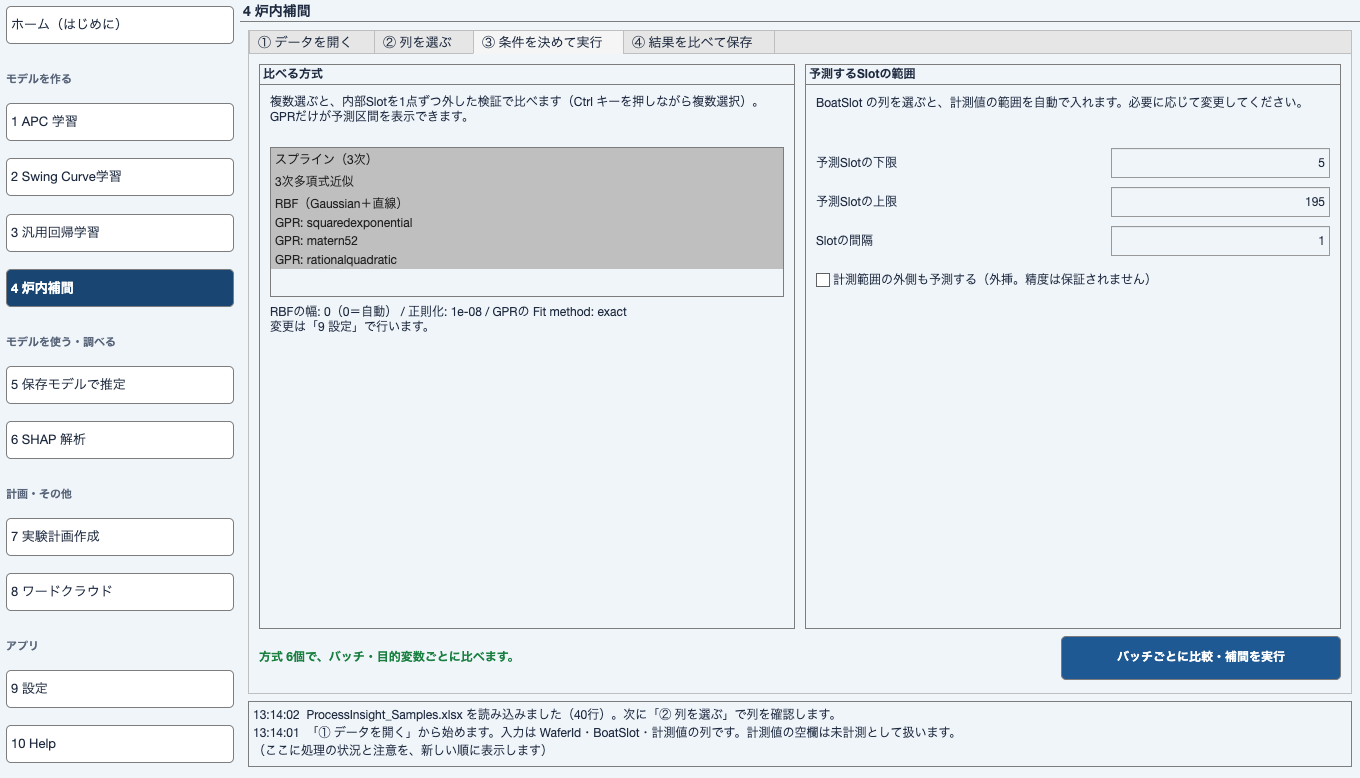 ホーム（はじめに）
モデルを作る
1 APC 学習
2 Swing Curve学習
3 汎用回帰学習
4 炉内補間
モデルを使う・調べる
5 保存モデルで推定
6 SHAP 解析
計画・その他
7 実験計画作成
8 ワードクラウド
アプリ
9 設定
10 Help
4 炉内補間
① データを開く
② 列を選ぶ
③ 条件を決めて実行
④ 結果を比べて保存
比べる方式
複数選ぶと、内部Slotを1点ずつ外した検証で比べます（Ctrl キーを押しながら複数選択）。
GPRだけが予測区間を表示できます。
スプライン（3次）
3次多項式近似
RBF（Gaussian＋直線）
GPR: squaredexponential
GPR: matern52
GPR: rationalquadratic
RBFの幅: 0（0＝自動） / 正則化: 1e-08 / GPRの Fit method: exact
変更は「9 設定」で行います。
予測するSlotの範囲
BoatSlot の列を選ぶと、計測値の範囲を自動で入れます。必要に応じて変更してください。
予測Slotの下限 5
予測Slotの上限 195
Slotの間隔 1
計測範囲の外側も予測する（外挿。精度は保証されません）
方式 6個で、バッチ・目的変数ごとに比べます。
バッチごとに比較・補間を実行
13:14:02 ProcessInsight_Samples.xlsx を読み込みました（40行）。次に「② 列を選ぶ」で列を確認します。
13:14:01 「① データを開く」から始めます。入力は WaferId・BoatSlot・計測値の列です。計測値の空欄は未計測として扱います。
（ここに処理の状況と注意を、新しい順に表示します）